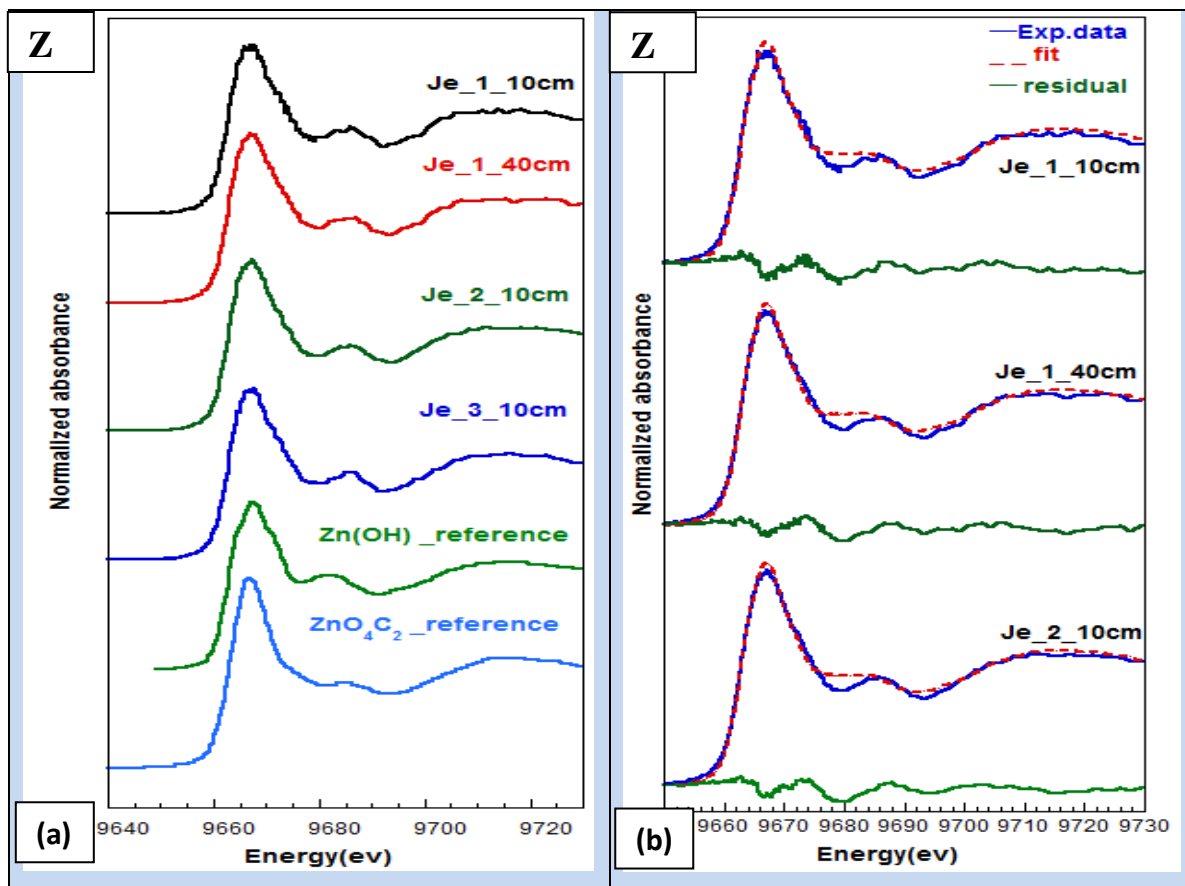 Z
Je_1_10cm
Je_1_40cm
Je_2_10cm
Je_3_10cm
Zn(OH) _reference
ZnO₄C₂ _reference
Normalized absorbance
9640 9660 9680 9700 9720
Energy(ev)
(a)
Z
Exp.data
fit
residual
Je_1_10cm
Je_1_40cm
Je_2_10cm
Normalized absorbance
9660 9670 9680 9690 9700 9710 9720 9730
Energy(ev)
(b)